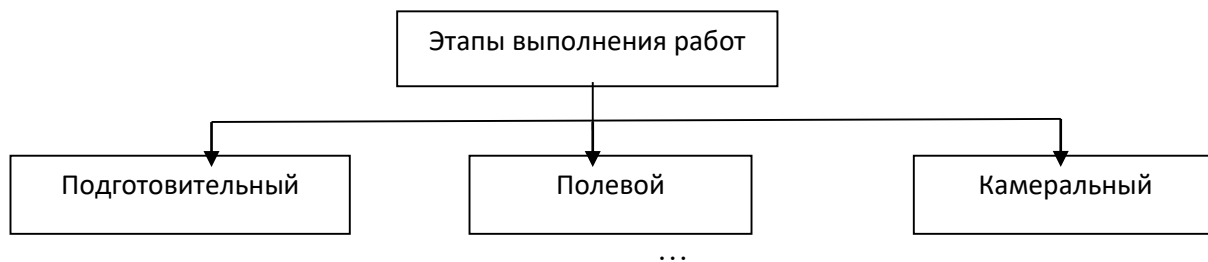 Этапы выполнения работ
Подготовительный
Полевой
Камеральный
...